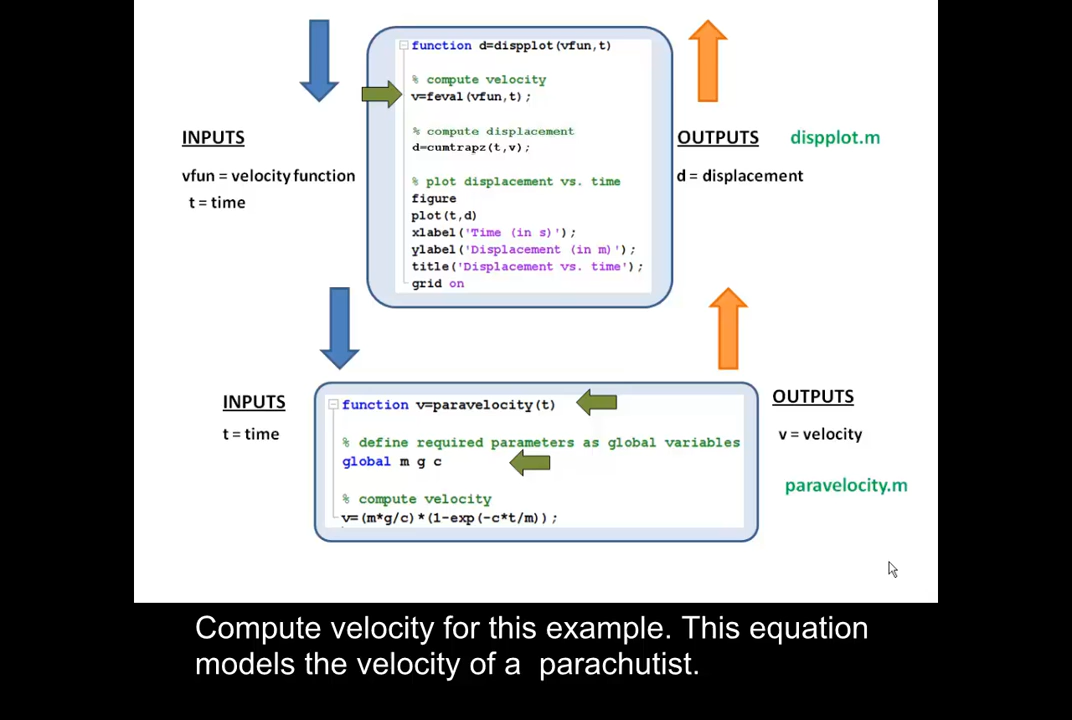 function d=dispplot(vfun,t)
% compute velocity
v=feval(vfun,t);
% compute displacement
d=cumtrapz(t,v);
% plot displacement vs. time
figure
plot(t,d)
xlabel('Time (in s)');
ylabel('Displacement (in m)');
title('Displacement vs. time');
grid on
INPUTS
vfun = velocity function
t = time
OUTPUTS
dispplot.m
d = displacement
INPUTS
t = time
function v=paravelocity(t)
% define required parameters as global variables
global m g c
% compute velocity
v=(m*g/c)*(1-exp(-c*t/m));
OUTPUTS
v = velocity
paravelocity.m
Compute velocity for this example. This equation
models the velocity of a  parachutist.